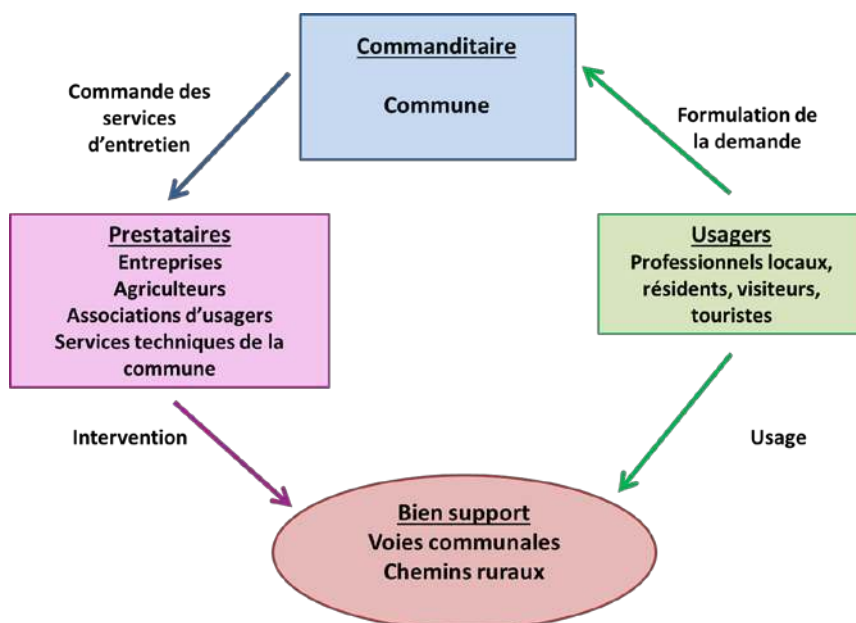 Commanditaire
Commune
Commande des
services
d'entretien
Formulation de
la demande
Prestataires
Entreprises
Agriculteurs
Associations d'usagers
Services techniques de la
commune
Usagers
Professionnels locaux,
résidents, visiteurs,
touristes
Intervention
Usage
Bien support
Voies communales
Chemins ruraux